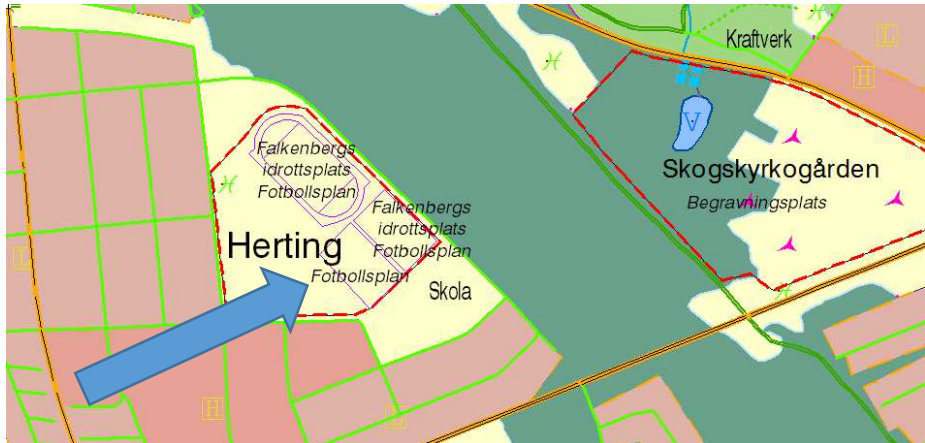 Kraftverk
L
H
V
Falkenbergs
idrottsplats
Fotbollsplan
Skogskyrkogården
Begravningsplats
Falkenbergs
idrottsplats
Fotbollsplan
Herting
Fotbollsplan
Skola
H
L